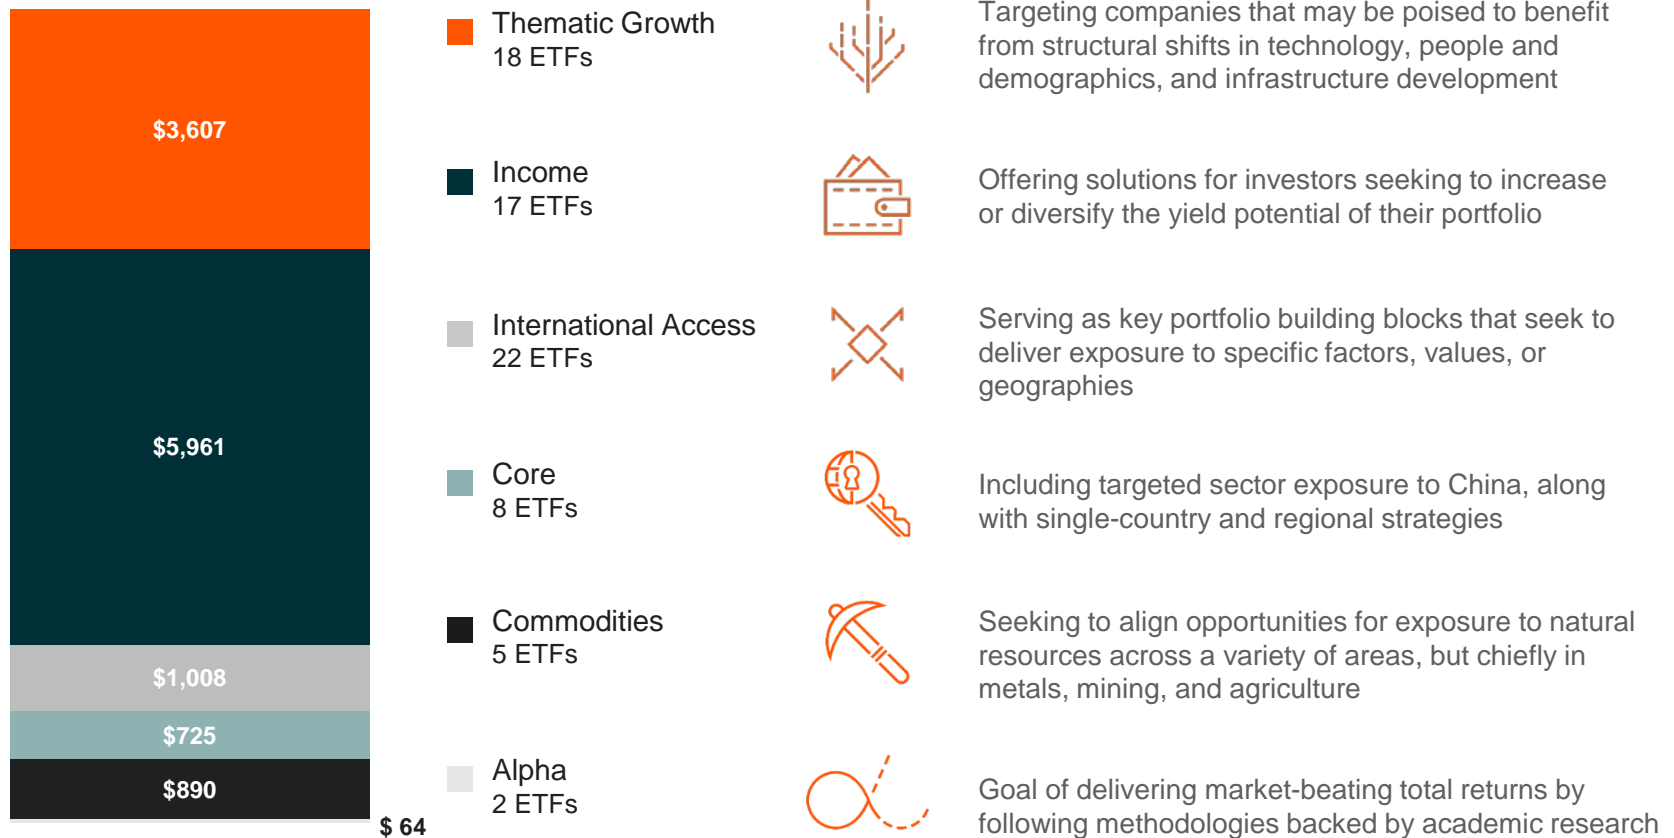 $3,607
$5,961
$1,008
$725
$890
$ 64
Thematic Growth
18 ETFs
Targeting companies that may be poised to benefit
from structural shifts in technology, people and
demographics, and infrastructure development
Income
17 ETFs
Offering solutions for investors seeking to increase
or diversify the yield potential of their portfolio
International Access
22 ETFs
Serving as key portfolio building blocks that seek to
deliver exposure to specific factors, values, or
geographies
Core
8 ETFs
Including targeted sector exposure to China, along
with single-country and regional strategies
Commodities
5 ETFs
Seeking to align opportunities for exposure to natural
resources across a variety of areas, but chiefly in
metals, mining, and agriculture
Alpha
2 ETFs
Goal of delivering market-beating total returns by
following methodologies backed by academic research